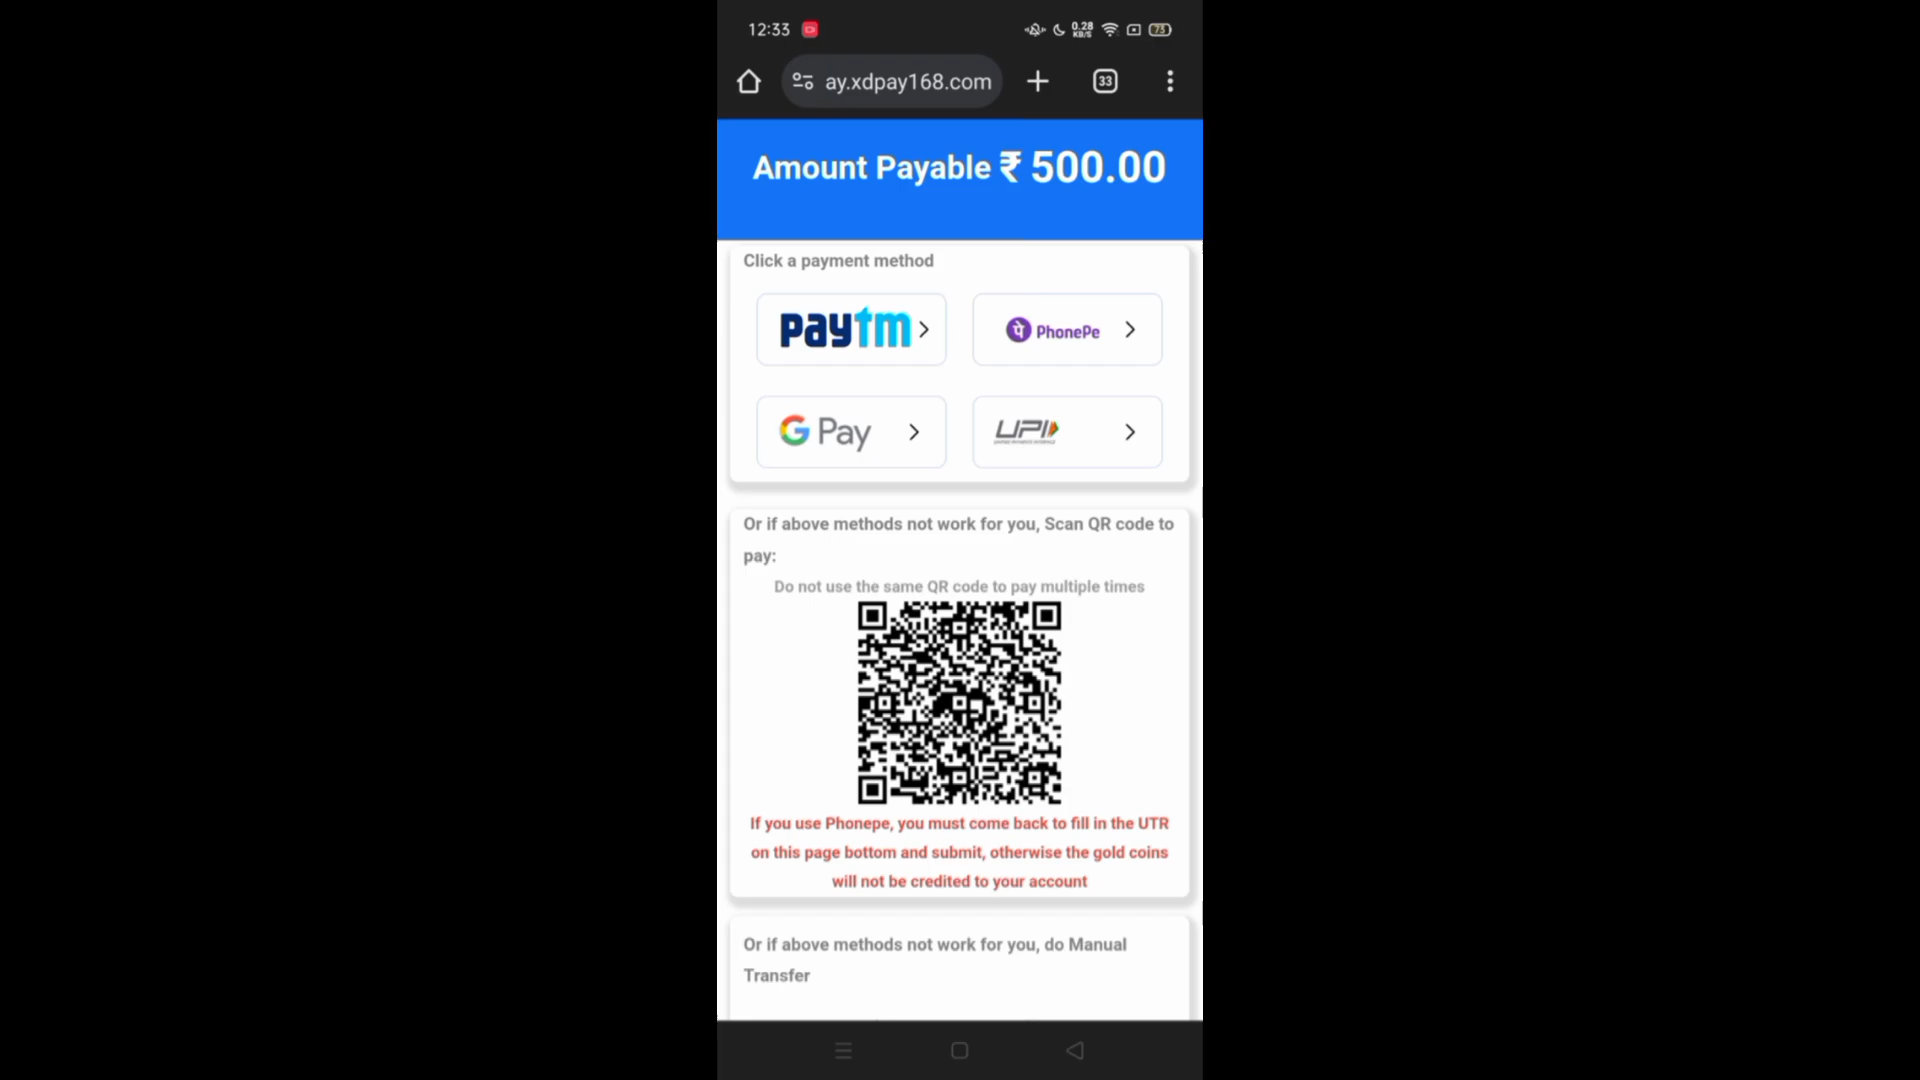 12:33
0.28
KB/S
73
ay.xdpay168.com
33
Amount Payable ₹ 500.00
Click a payment method
paytm
पे PhonePe
G Pay
UPI
Or if above methods not work for you, Scan QR code to
pay:
Do not use the same QR code to pay multiple times
If you use Phonepe, you must come back to fill in the UTR
on this page bottom and submit, otherwise the gold coins
will not be credited to your account
Or if above methods not work for you, do Manual
Transfer